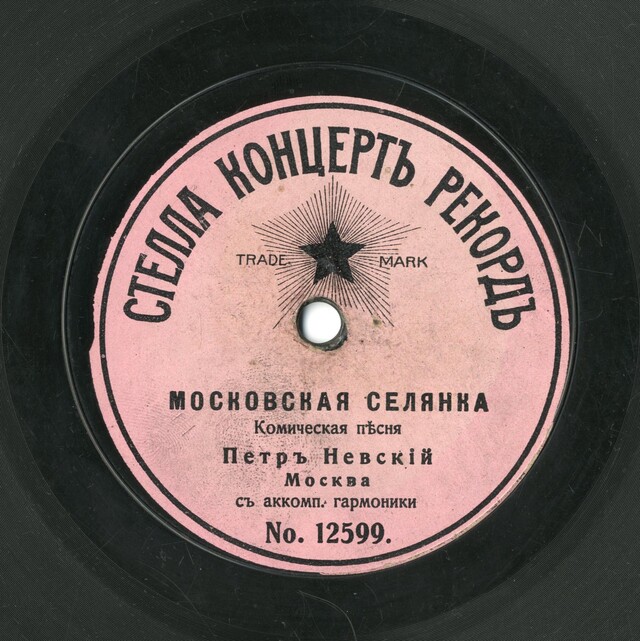 СТЕЛЛА КОНЦЕРТЪ РЕКОРДЪ
TRADE MARK
МОСКОВСКАЯ СЕЛЯНКА
Комическая пѣсня
Петръ Невскій
Москва
съ аккомп. гармоники
No. 12599.